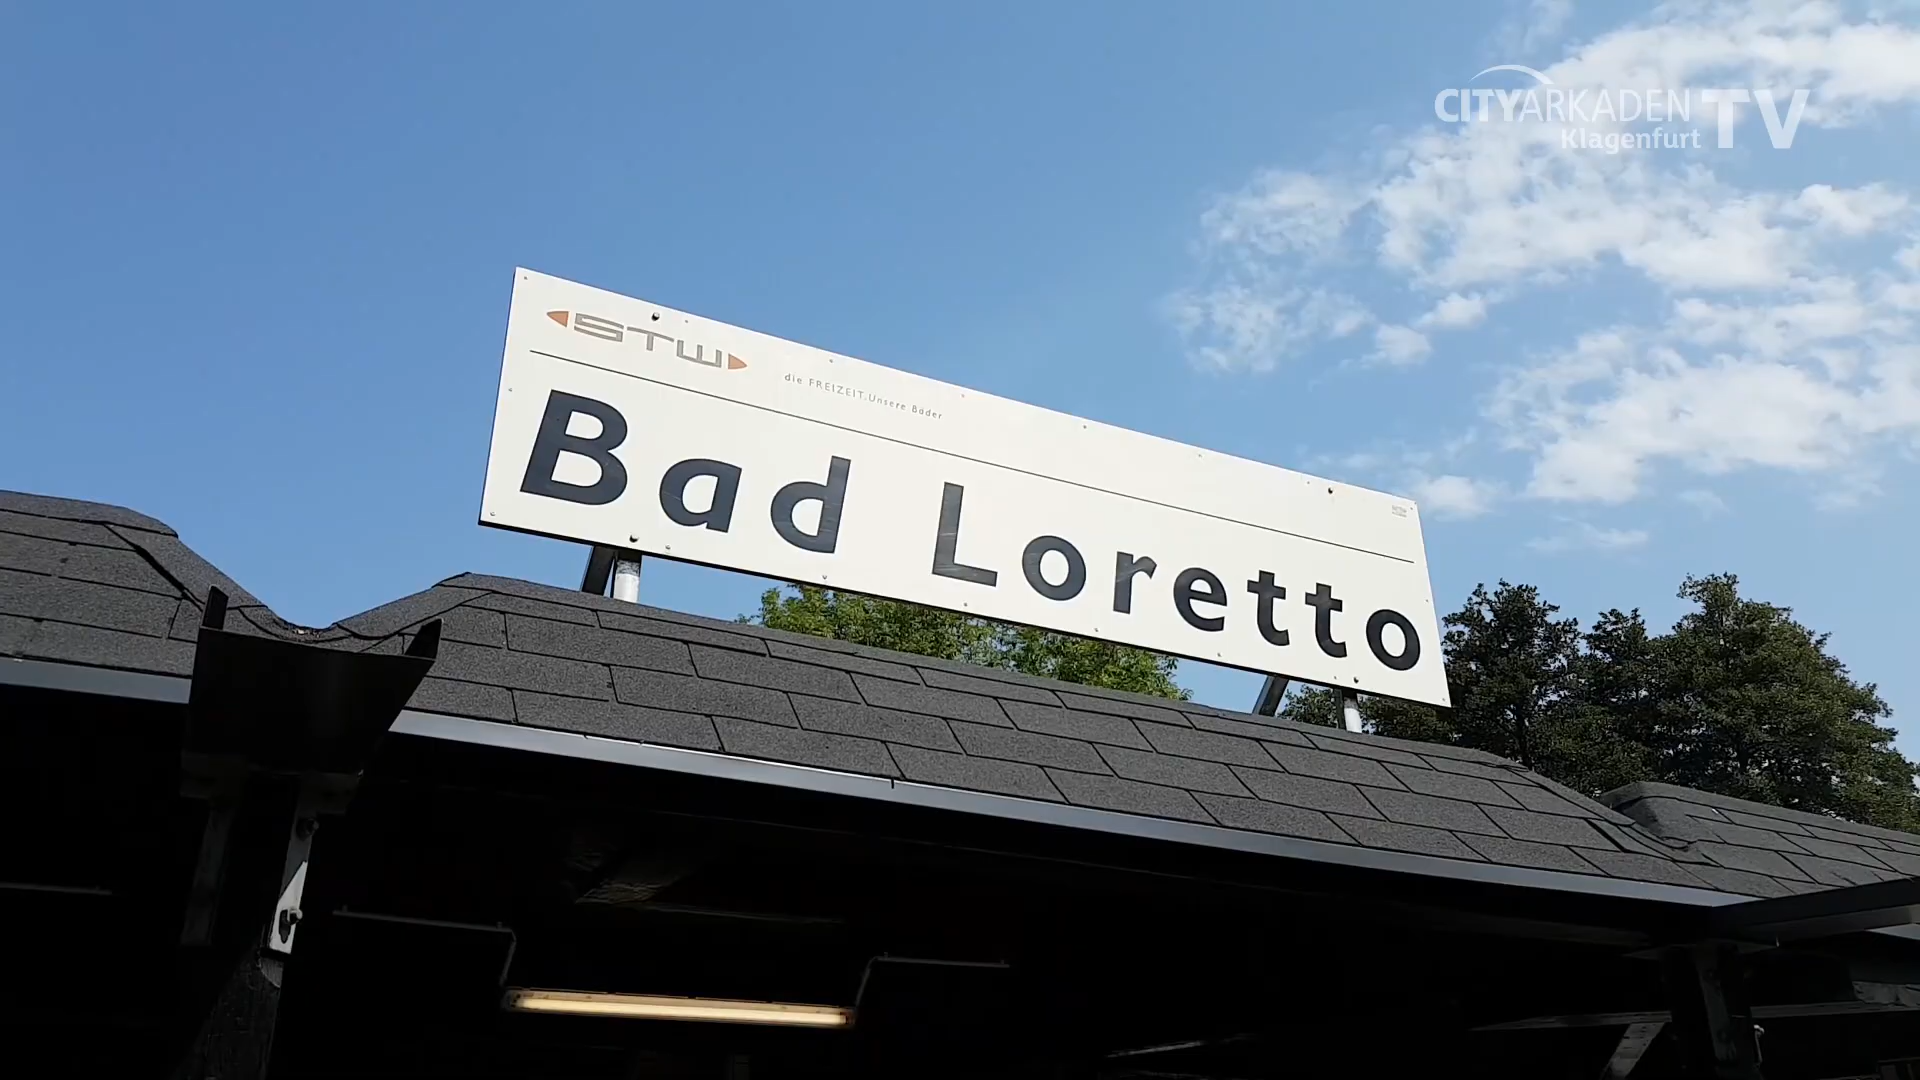 CITYARKADEN TV
Klagenfurt
STW
die FREIZEIT.Unsere Bäder
Bad Loretto